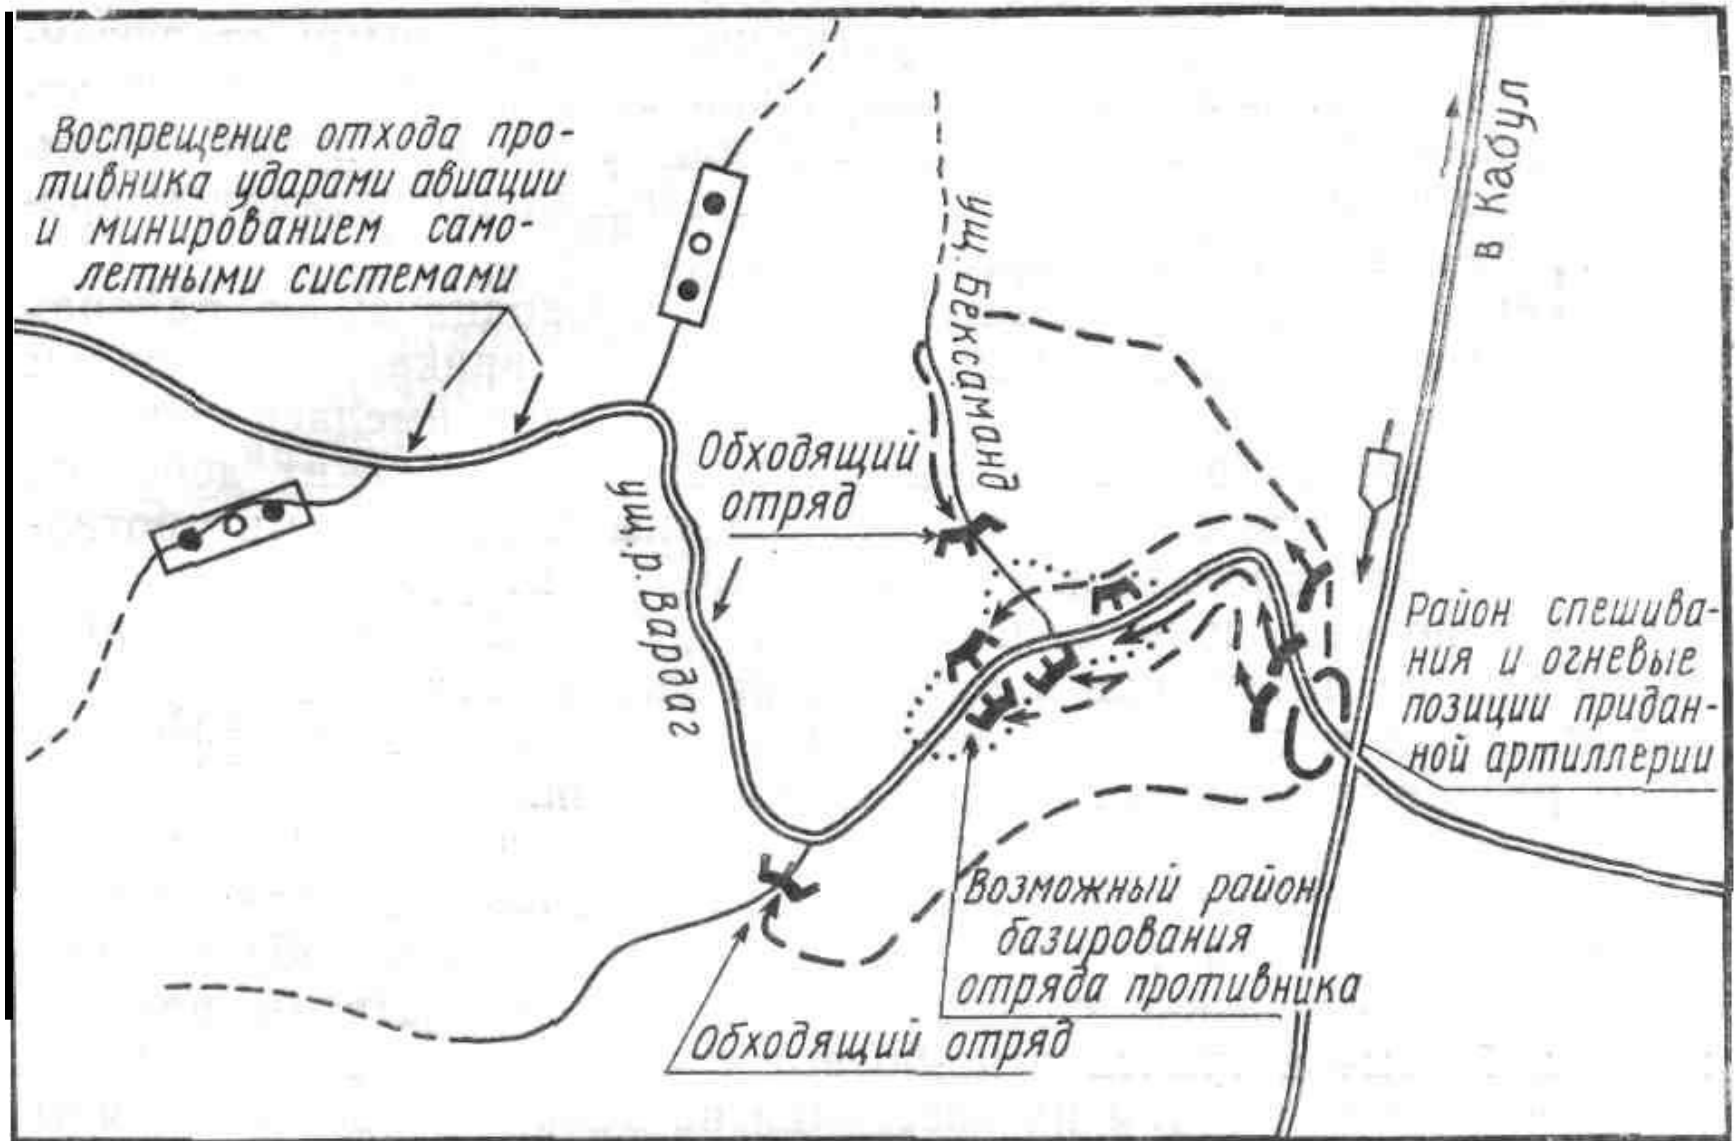 Воспрещение отхода про-
тивника ударами авиации
и минированием само-
летными системами
в Кабул
ущ. Бексаманд
Обходящий
отряд
ущ. р. Вардаг
Район спешива-
ния и огневые
позиции придан-
ной артиллерии
Возможный район
базирования
отряда противника
Обходящий отряд